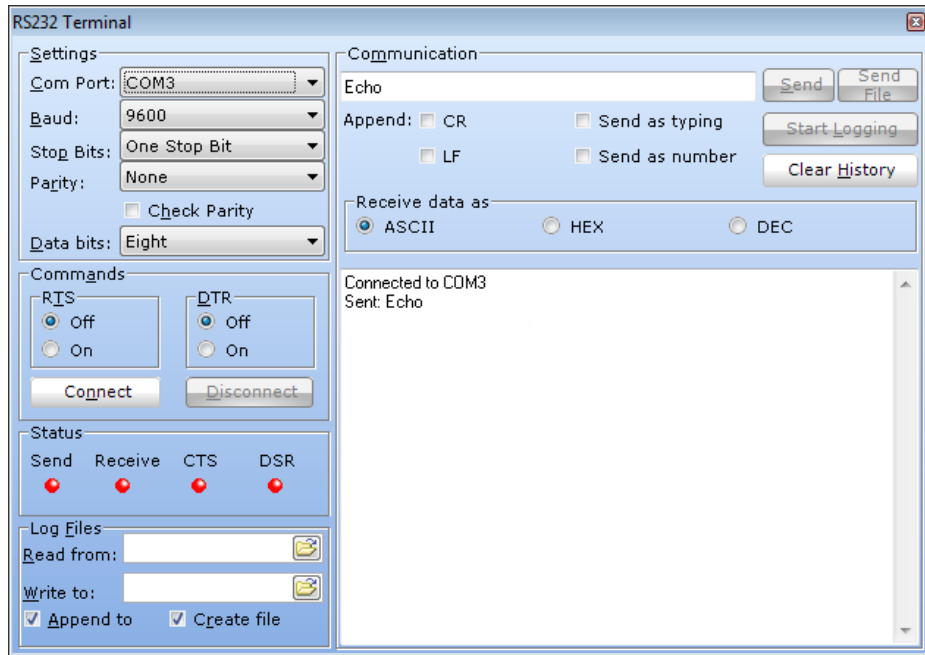 RS232 Terminal
Settings
Com Port: COM3
Baud: 9600
Stop Bits: One Stop Bit
Parity: None
Check Parity
Data bits: Eight
Commands
RTS
Off
On
DTR
Off
On
Connect Disconnect
Status
Send Receive CTS DSR
Log Files
Read from:
Write to:
Append to Create file
Communication
Echo
Send
Send File
Append: CR Send as typing
LF Send as number
Start Logging
Clear History
Receive data as
ASCII HEX DEC
Connected to COM3
Sent: Echo